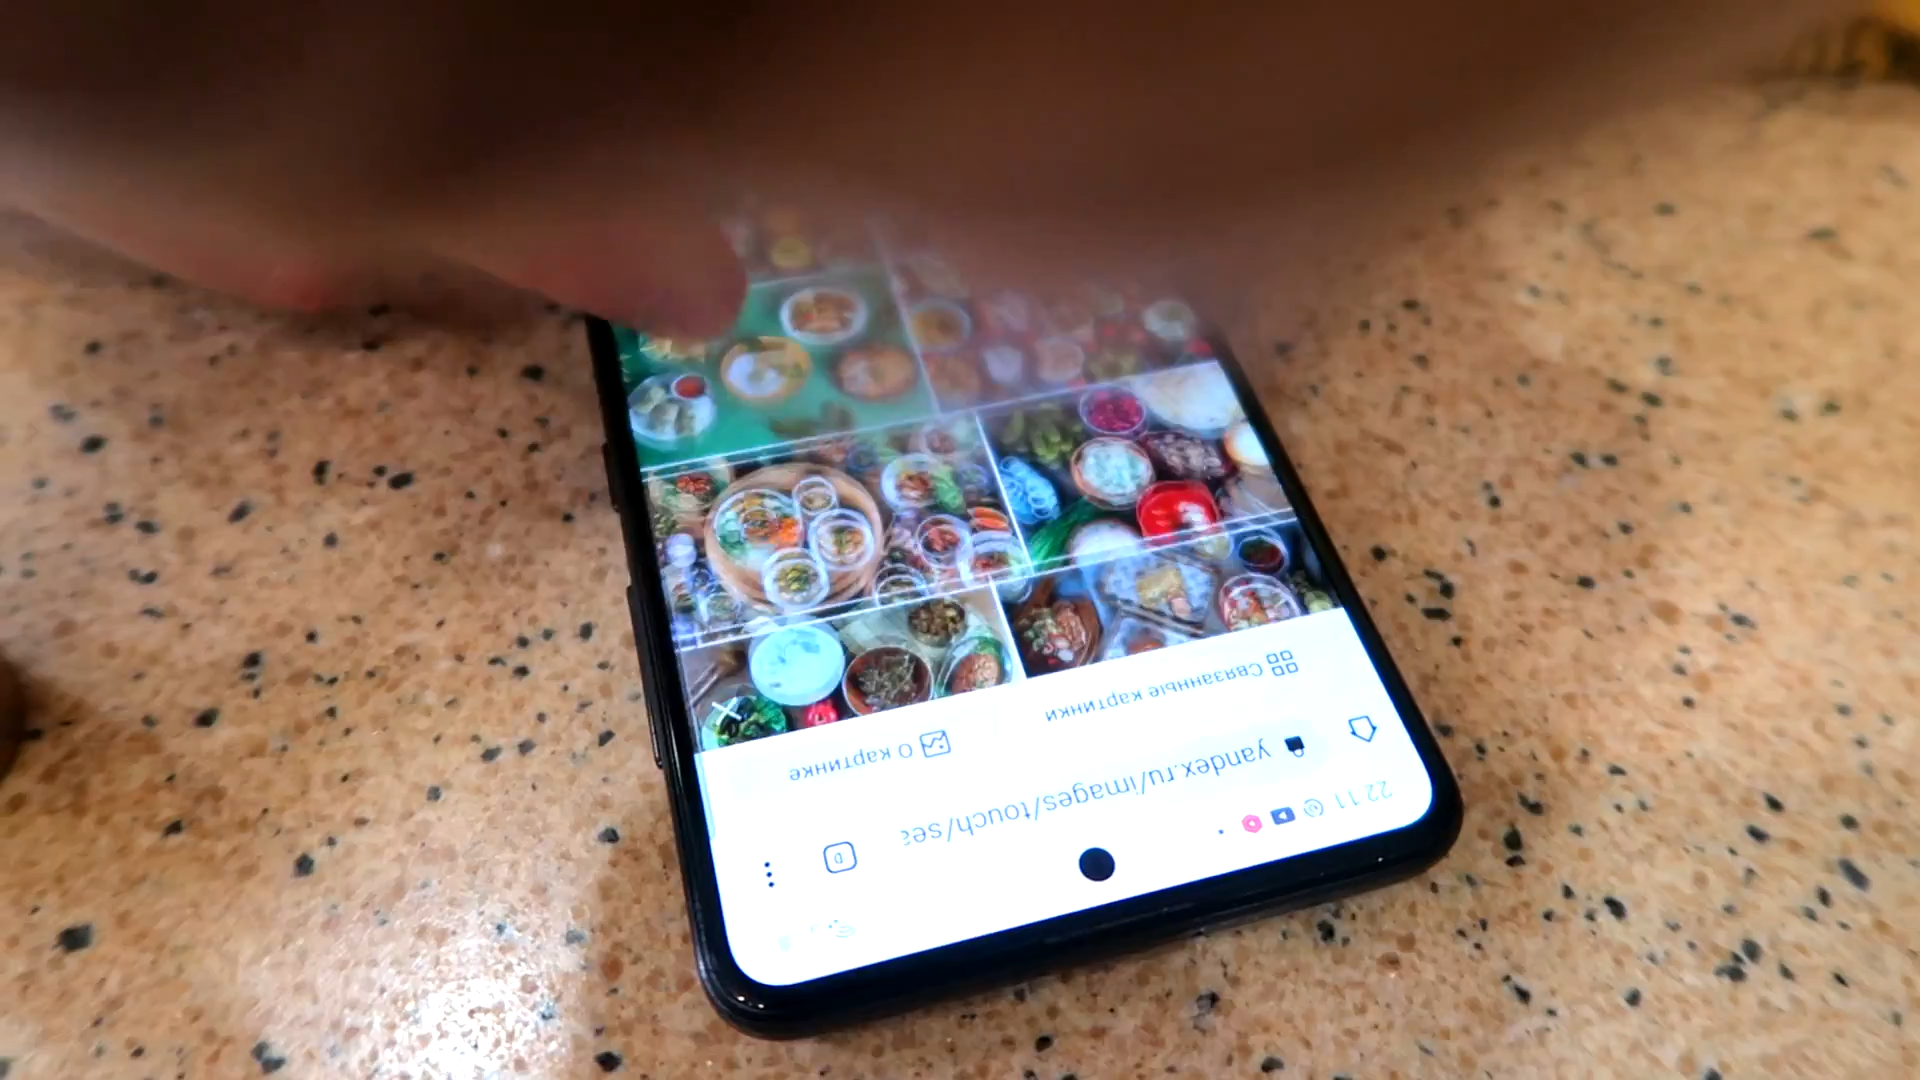 22:11
yandex.ru/images/touch/sea
Связанные картинки
О картинке